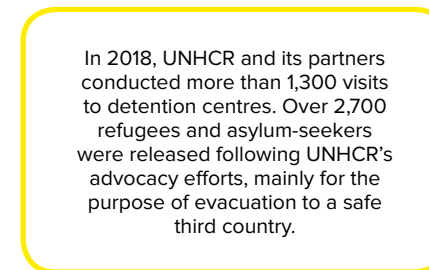 In 2018, UNHCR and its partners
conducted more than 1,300 visits
to detention centres. Over 2,700
refugees and asylum-seekers
were released following UNHCR’s
advocacy efforts, mainly for the
purpose of evacuation to a safe
third country.